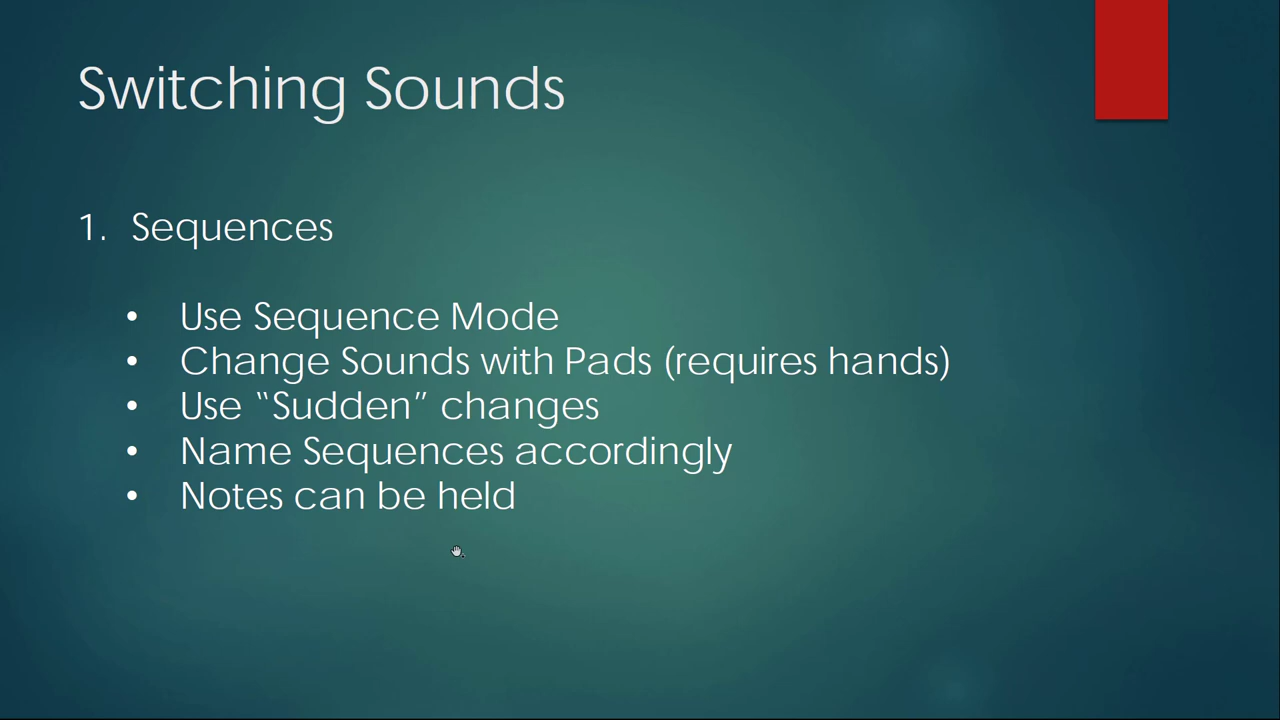 Switching Sounds
1. Sequences
• Use Sequence Mode
• Change Sounds with Pads (requires hands)
• Use “Sudden” changes
• Name Sequences accordingly
• Notes can be held